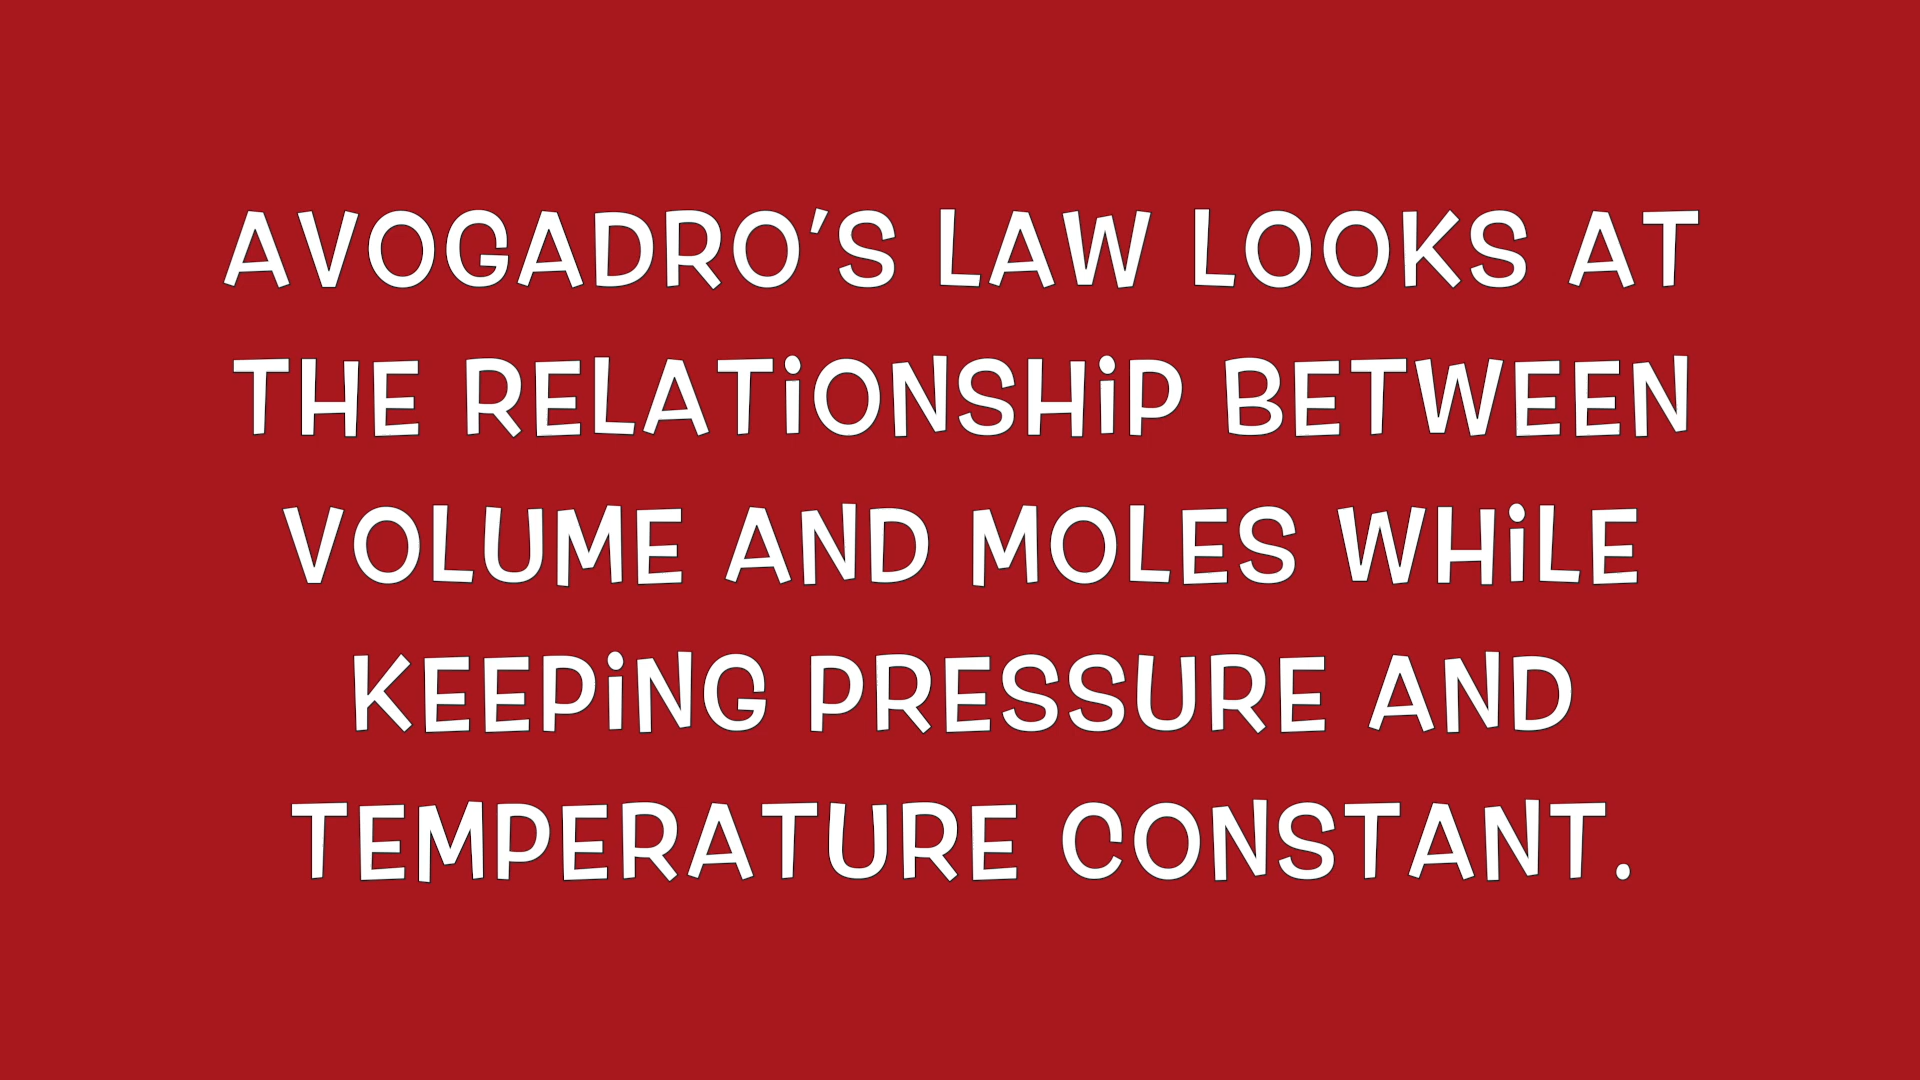 AVOGADRO'S LAW LOOKS AT
THE RELATiONSHiP BETWEEN
VOLUME AND MOLES WHiLE
KEEPiNG PRESSURE AND
TEMPERATURE CONSTANT.